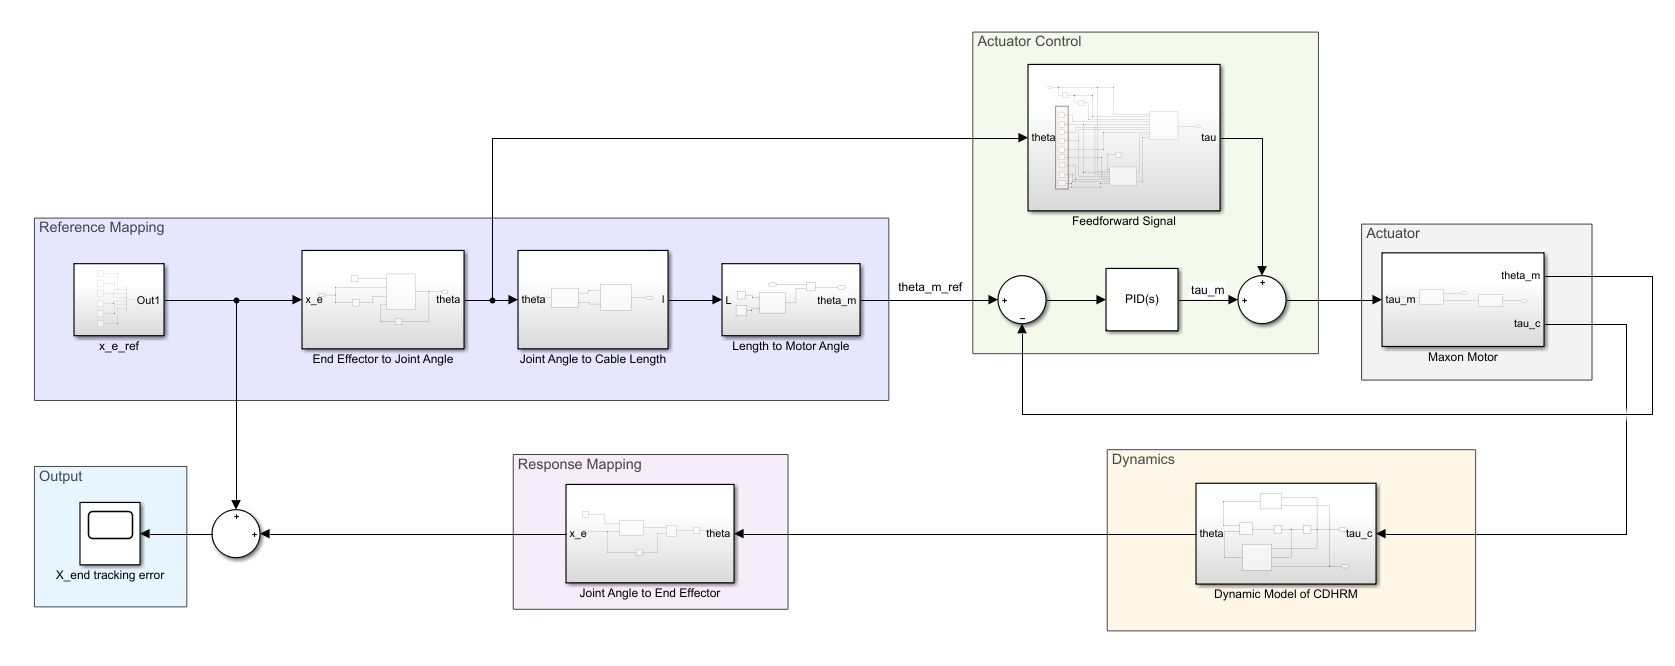 Actuator Control
theta
tau
Feedforward Signal
Reference Mapping
Out1
x_e_ref
x_e
theta
End Effector to Joint Angle
theta
l
Joint Angle to Cable Length
L
theta_m
Length to Motor Angle
theta_m_ref
+
−
PID(s)
tau_m
+
+
Actuator
tau_m
theta_m
tau_c
Maxon Motor
Output
X_end tracking error
+
+
Response Mapping
x_e
theta
Joint Angle to End Effector
Dynamics
theta
tau_c
Dynamic Model of CDHRM